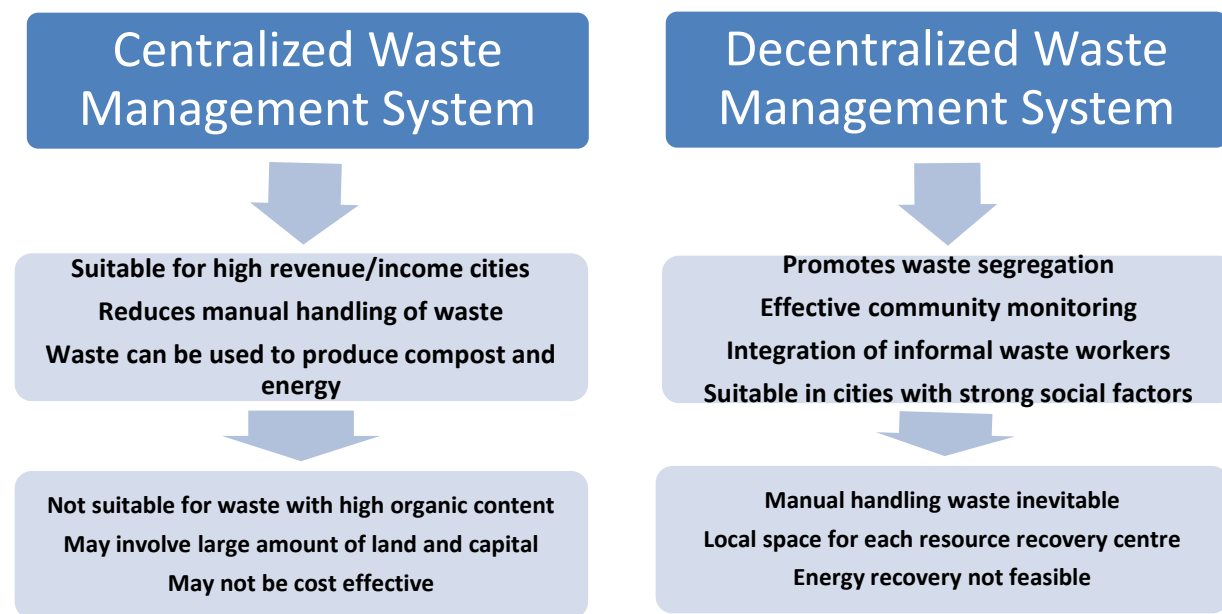 Centralized Waste
Management System
Suitable for high revenue/income cities
Reduces manual handling of waste
Waste can be used to produce compost and
energy
Not suitable for waste with high organic content
May involve large amount of land and capital
May not be cost effective
Decentralized Waste
Management System
Promotes waste segregation
Effective community monitoring
Integration of informal waste workers
Suitable in cities with strong social factors
Manual handling waste inevitable
Local space for each resource recovery centre
Energy recovery not feasible